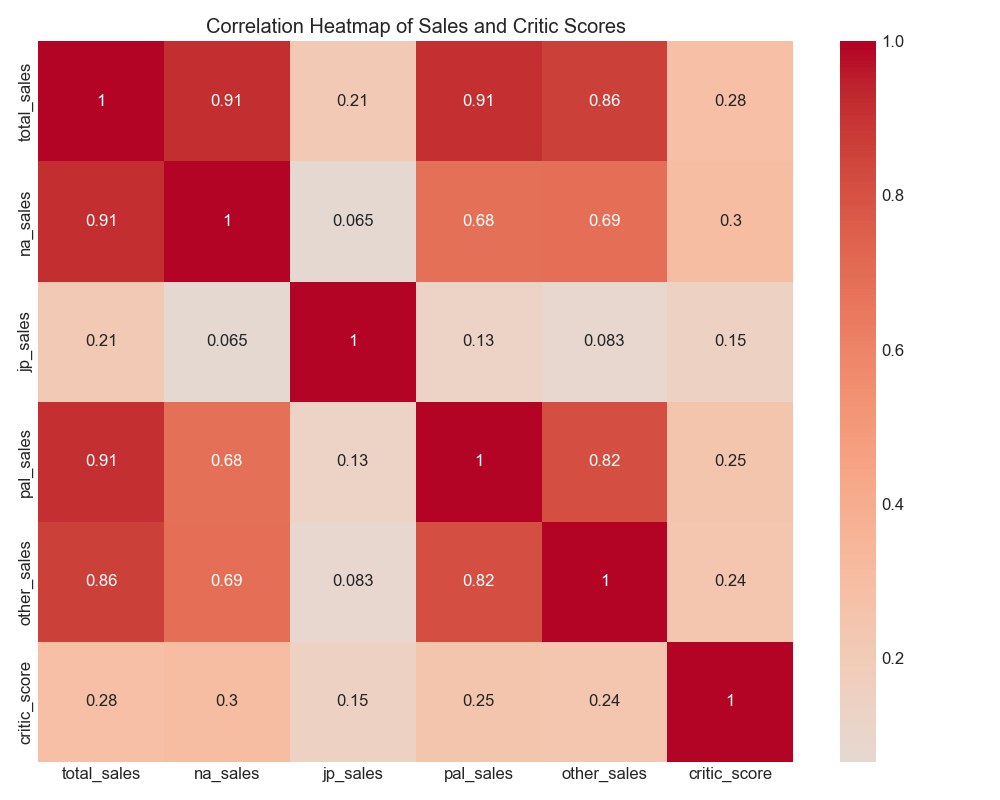 Correlation Heatmap of Sales and Critic Scores
total_sales
1 0.91 0.21 0.91 0.86 0.28
na_sales
0.91 1 0.065 0.68 0.69 0.3
jp_sales
0.21 0.065 1 0.13 0.083 0.15
pal_sales
0.91 0.68 0.13 1 0.82 0.25
other_sales
0.86 0.69 0.083 0.82 1 0.24
critic_score
0.28 0.3 0.15 0.25 0.24 1
total_sales na_sales jp_sales pal_sales other_sales critic_score
1.0
0.8
0.6
0.4
0.2